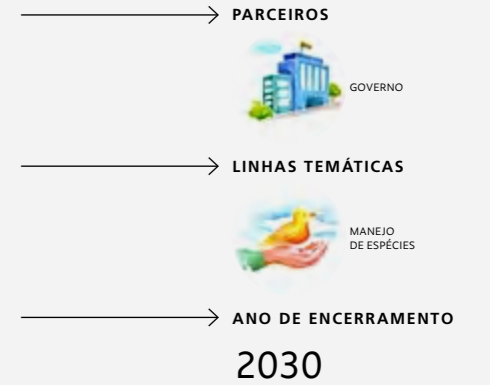 PARCEIROS
GOVERNO
LINHAS TEMÁTICAS
MANEJO
DE ESPÉCIES
ANO DE ENCERRAMENTO
2030